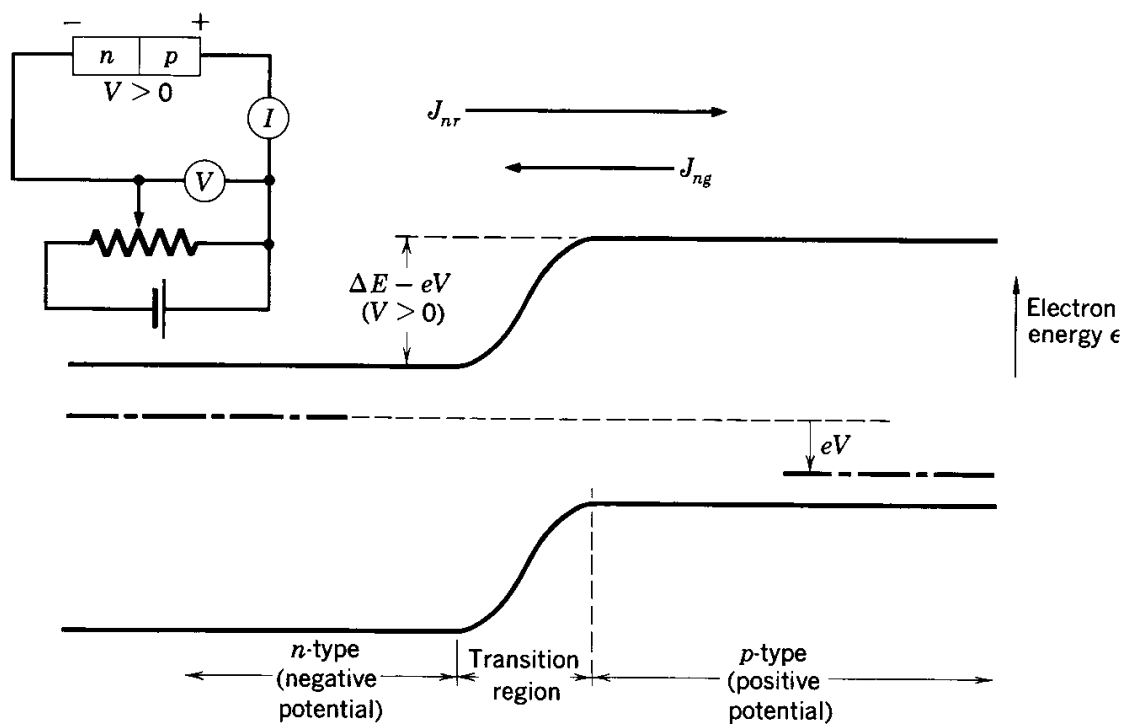 − +
n p
V > 0
I
V
J_nr
J_ng
ΔE − eV
(V > 0)
Electron
energy ϵ
eV
n-type
(negative
potential)
Transition
region
p-type
(positive
potential)